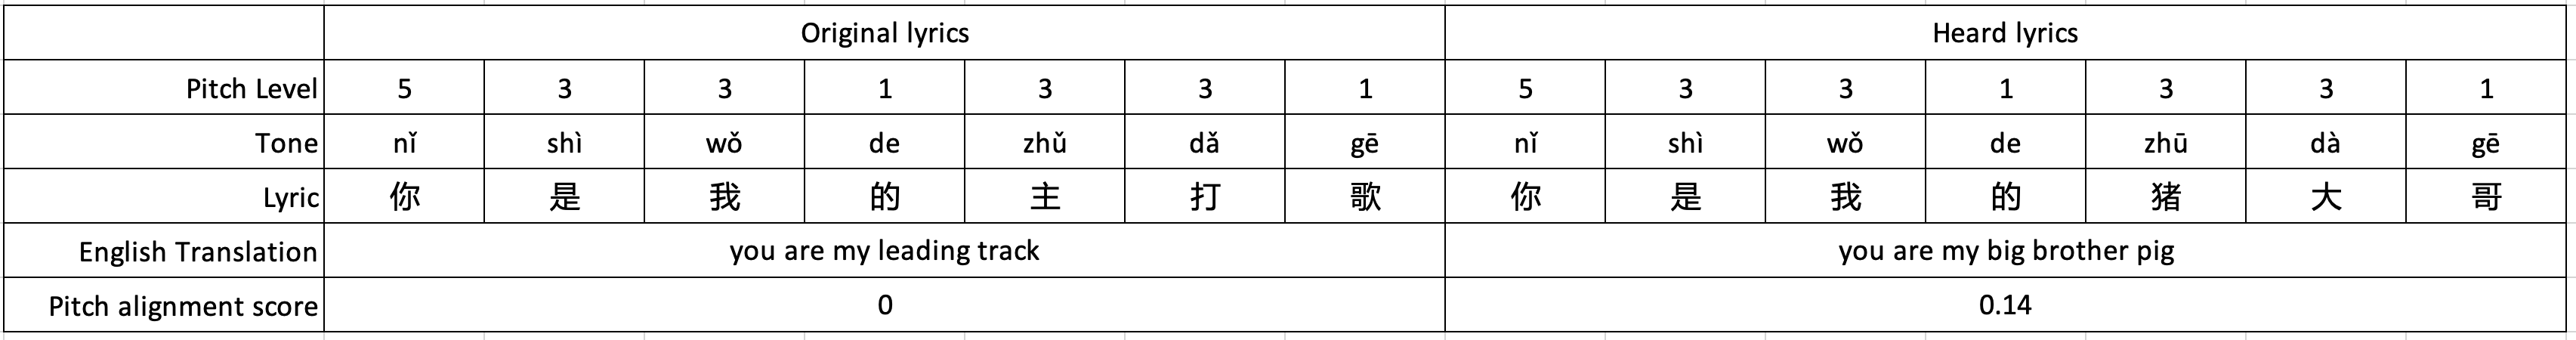 Original lyrics Heard lyrics
Pitch Level 5 3 3 1 3 3 1 5 3 3 1 3 3 1
Tone nǐ shì wǒ de zhǔ dǎ gē nǐ shì wǒ de zhū dà gē
Lyric 你 是 我 的 主 打 歌 你 是 我 的 猪 大 哥
English Translation you are my leading track you are my big brother pig
Pitch alignment score 0 0.14